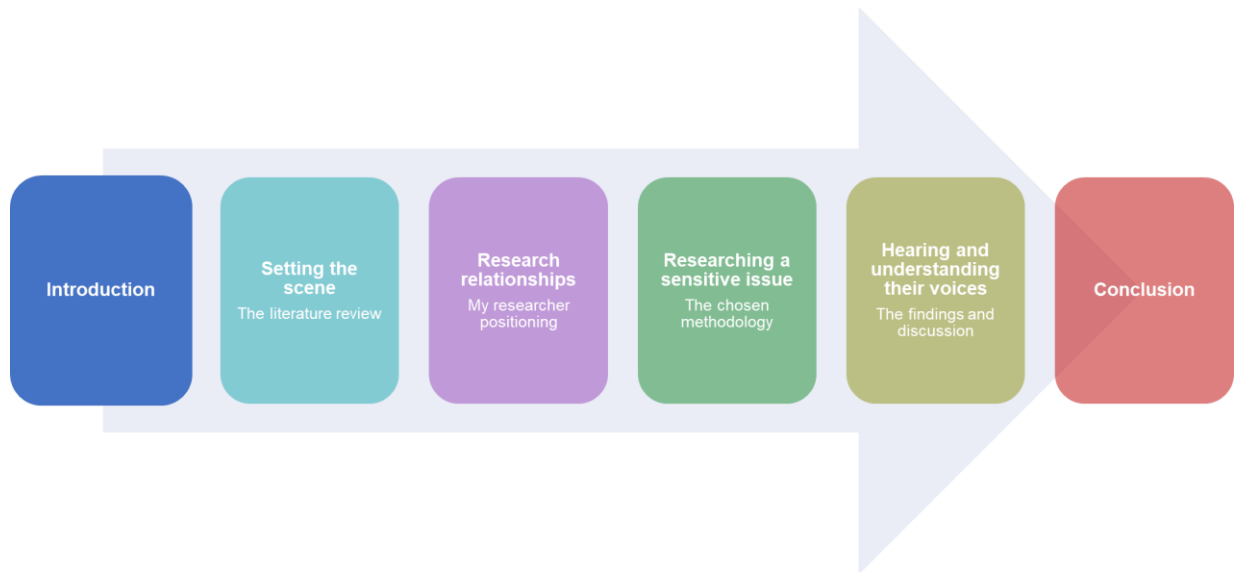 Introduction
Setting the
scene
The literature review
Research
relationships
My researcher
positioning
Researching a
sensitive issue
The chosen
methodology
Hearing and
understanding
their voices
The findings and
discussion
Conclusion